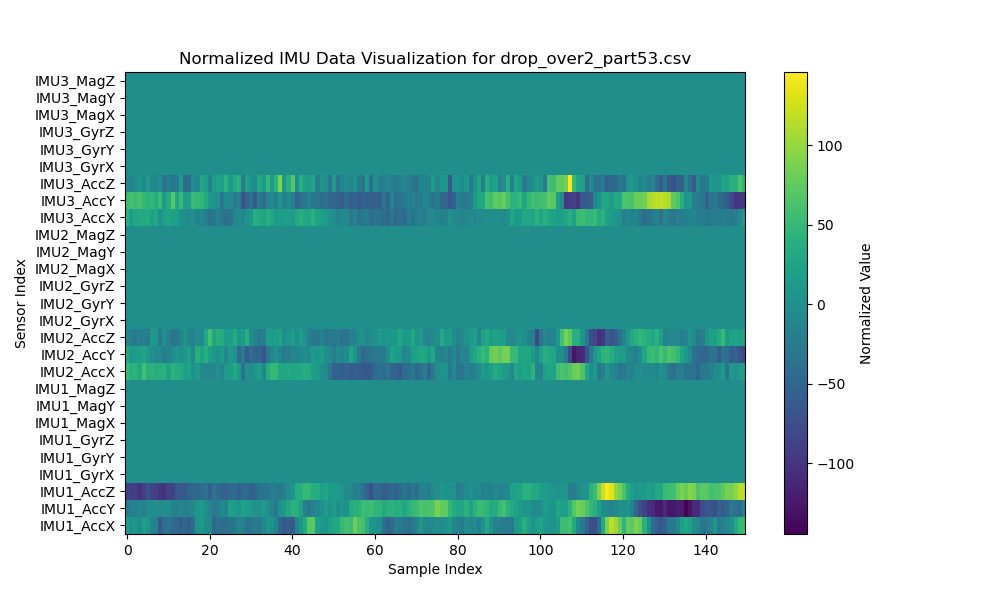 Normalized IMU Data Visualization for drop_over2_part53.csv
IMU3_MagZ
IMU3_MagY
IMU3_MagX
IMU3_GyrZ
IMU3_GyrY
IMU3_GyrX
IMU3_AccZ
IMU3_AccY
IMU3_AccX
IMU2_MagZ
IMU2_MagY
IMU2_MagX
IMU2_GyrZ
IMU2_GyrY
IMU2_GyrX
IMU2_AccZ
IMU2_AccY
IMU2_AccX
IMU1_MagZ
IMU1_MagY
IMU1_MagX
IMU1_GyrZ
IMU1_GyrY
IMU1_GyrX
IMU1_AccZ
IMU1_AccY
IMU1_AccX
Sensor Index
0 20 40 60 80 100 120 140
Sample Index
100
50
0
−50
−100
Normalized Value